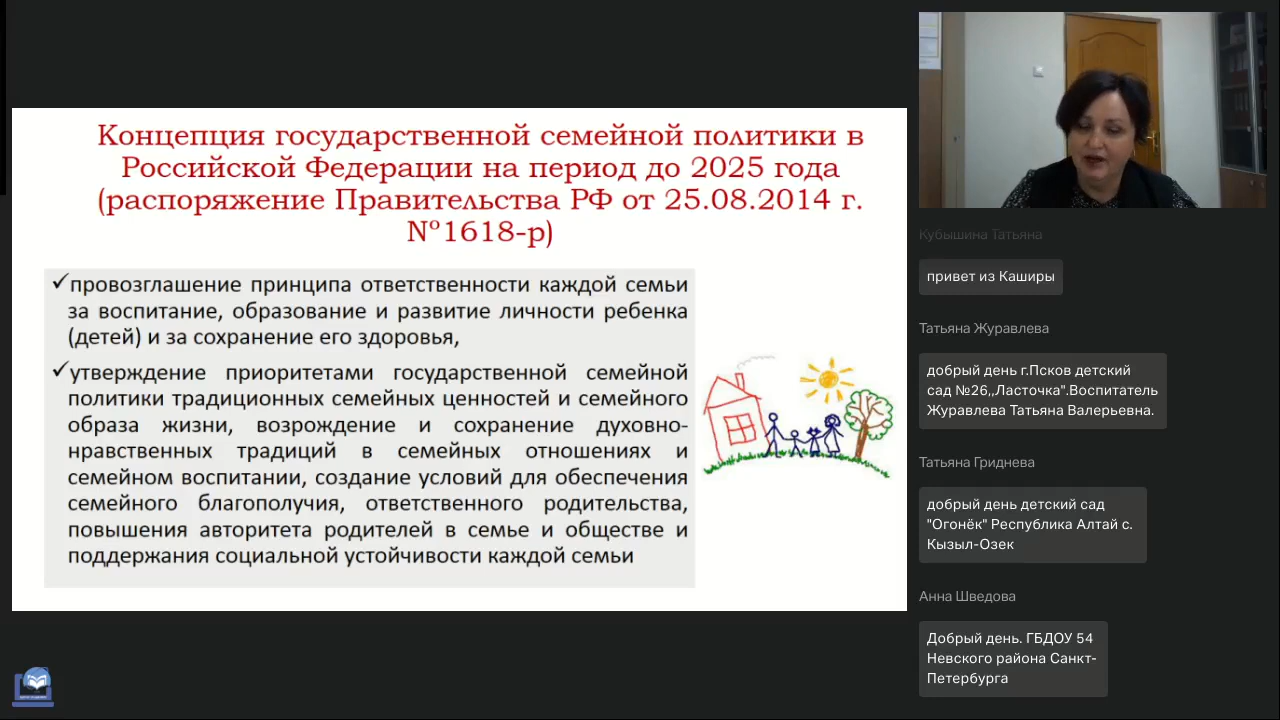 Концепция государственной семейной политики в
Российской Федерации на период до 2025 года
(распоряжение Правительства РФ от 25.08.2014 г.
N°1618-р)
✓провозглашение принципа ответственности каждой семьи
за воспитание, образование и развитие личности ребенка
(детей) и за сохранение его здоровья,
✓утверждение приоритетами государственной семейной
политики традиционных семейных ценностей и семейного
образа жизни, возрождение и сохранение духовно-
нравственных традиций в семейных отношениях и
семейном воспитании, создание условий для обеспечения
семейного благополучия, ответственного родительства,
повышения авторитета родителей в семье и обществе и
поддержания социальной устойчивости каждой семьи
Кубышина Татьяна
привет из Каширы
Татьяна Журавлева
добрый день г.Псков детский
сад №26,,Ласточка".Воспитатель
Журавлева Татьяна Валерьевна.
Татьяна Гриднева
добрый день детский сад
"Огонёк" Республика Алтай с.
Кызыл-Озек
Анна Шведова
Добрый день. ГБДОУ 54
Невского района Санкт-
Петербурга